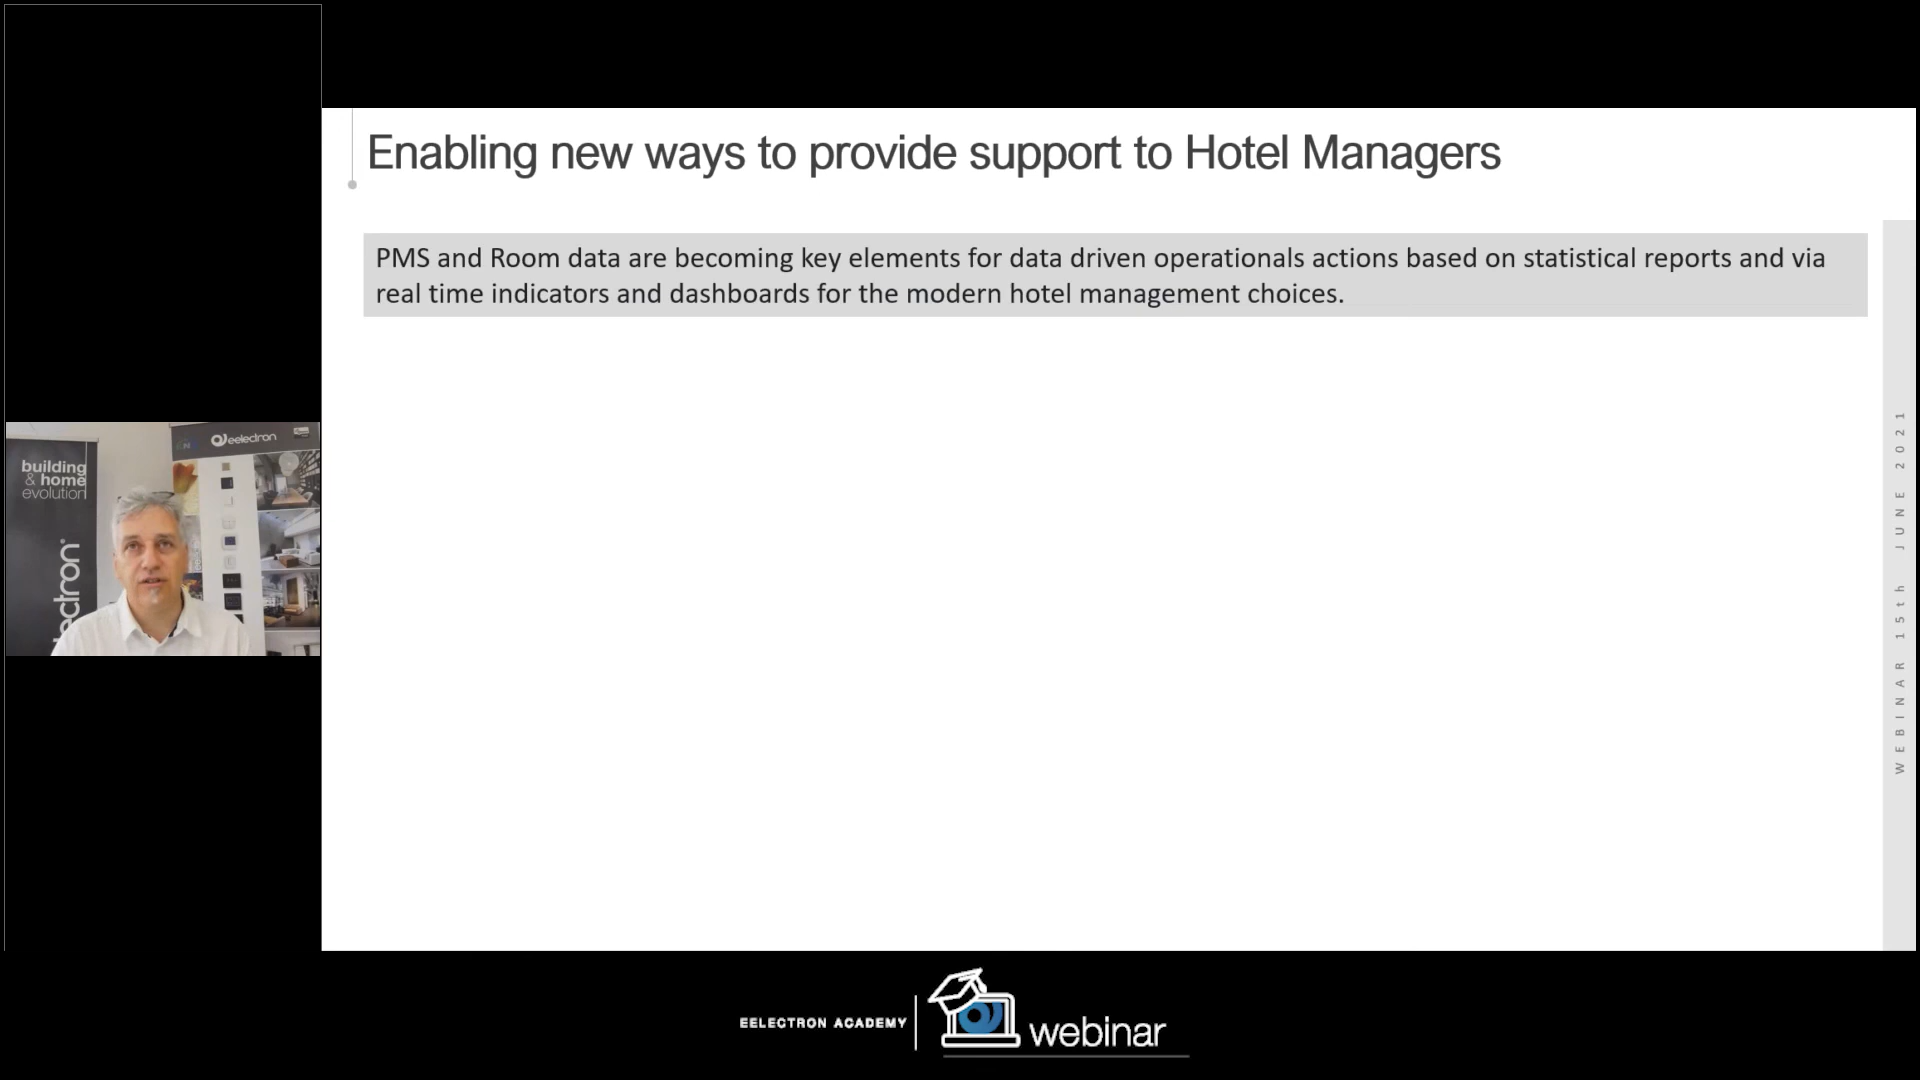 Enabling new ways to provide support to Hotel Managers
PMS and Room data are becoming key elements for data driven operationals actions based on statistical reports and via
real time indicators and dashboards for the modern hotel management choices.
building
& home
evolution
ectron
eelectron
WEBINAR 15th JUNE 2021
EELECTRON ACADEMY
webinar